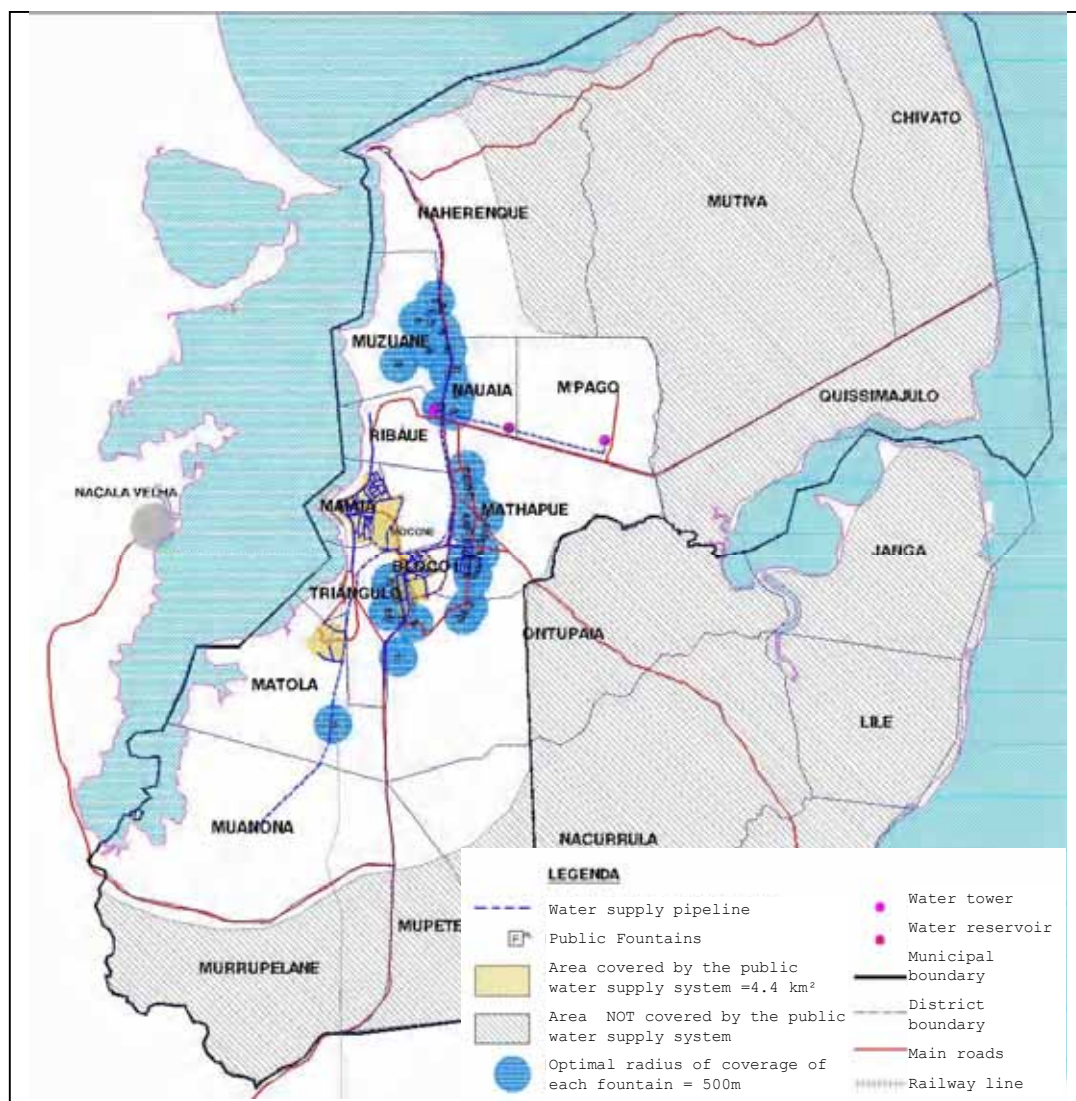 CHIVATO
MUTIVA
NAHERENQUE
MUZUANE
NAUAIA
M'PAGO
QUISSIMAJULO
RIBAUE
NACALA VELHA
MAMIA
MATHAPUE
MOCONE
BLOCO I
JANGA
TRIANGULO
ONTUPAIA
MATOLA
LILE
MUANONA
NACURRULA
MUPETE
MURRUPELANE
LEGENDA
Water supply pipeline
F
Public Fountains
Area covered by the public
water supply system =4.4 km²
Area NOT covered by the public
water supply system
Optimal radius of coverage of
each fountain = 500m
Water tower
Water reservoir
Municipal
boundary
District
boundary
Main roads
Railway line